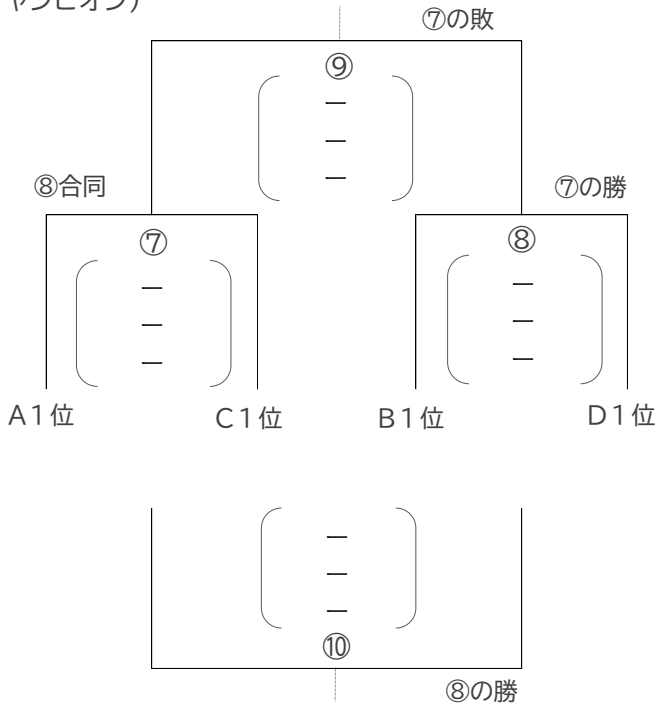 ャンピオン)
⑦の敗
⑨
ー
ー
ー
⑧合同
⑦の勝
⑦
⑧
ー
ー
ー
ー
ー
ー
A1位
C1位
B1位
D1位
ー
ー
ー
⑩
⑧の勝